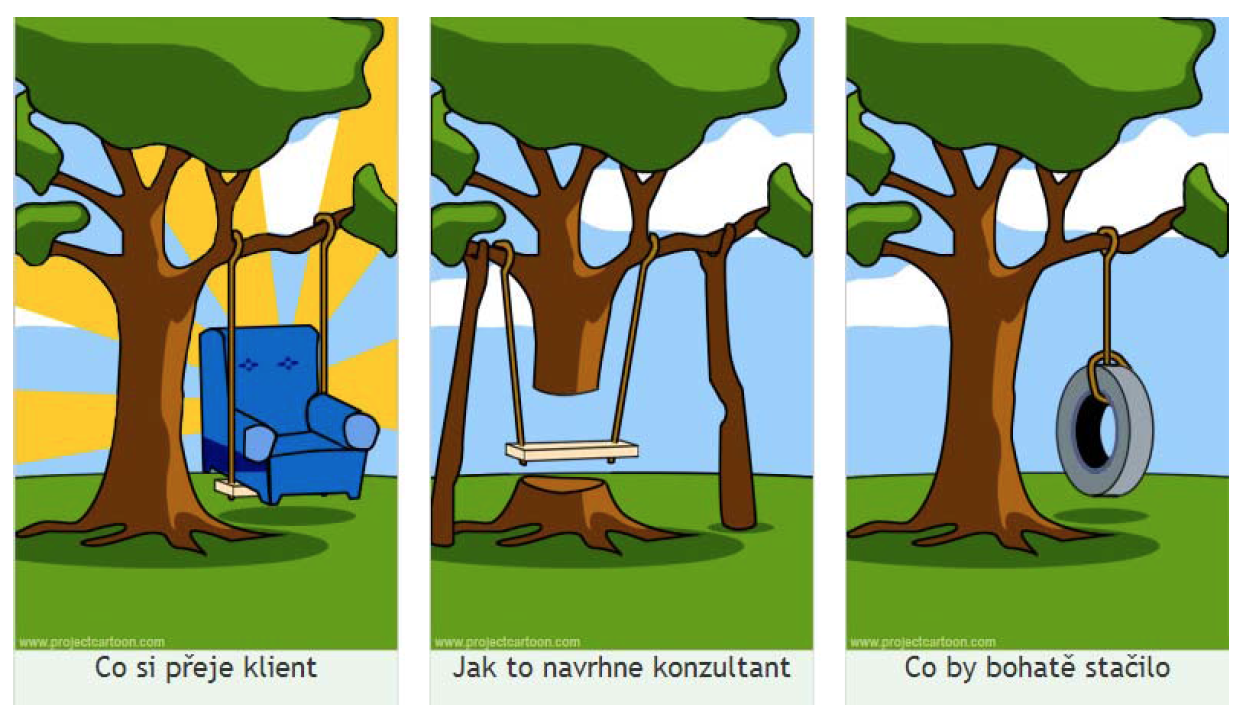 www.projectcartoon.com
www.projectcartoon.com
www.projectcartoon.com
Co si přeje klient
Jak to navrhne konzultant
Co by bohatě stačilo